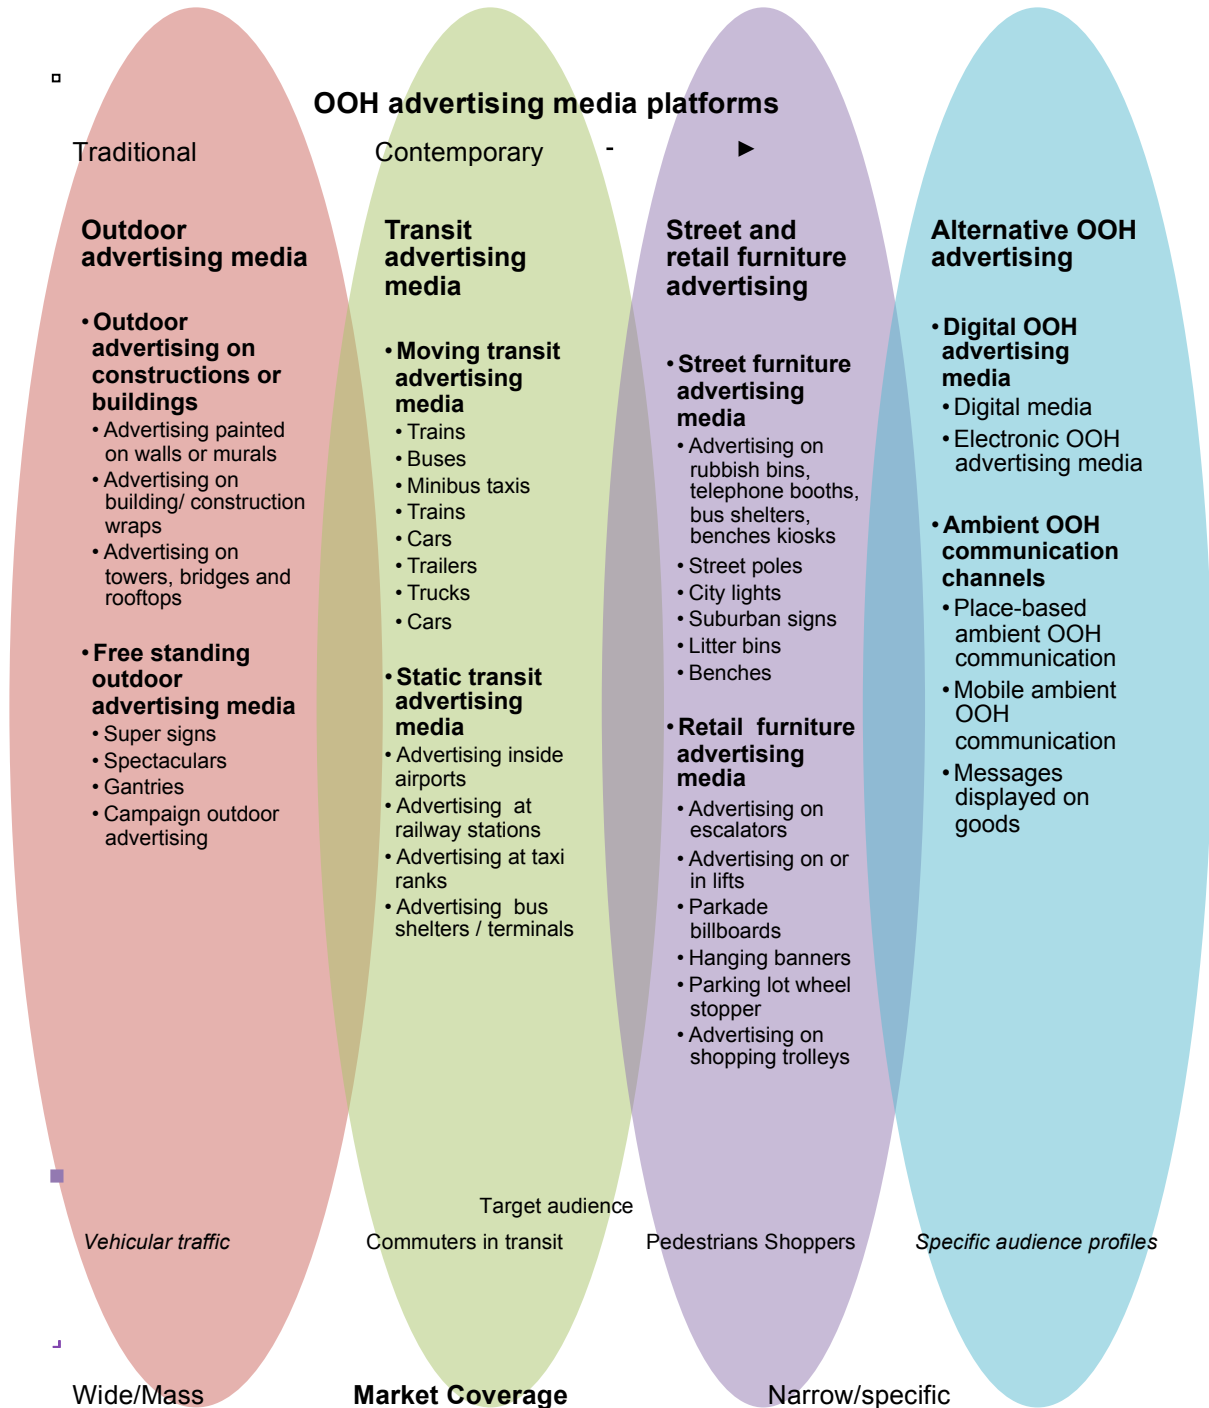 OOH advertising media platforms
Traditional
Contemporary - ►
Outdoor
advertising media
• Outdoor
advertising on
constructions or
buildings
• Advertising painted
on walls or murals
• Advertising on
building/ construction
wraps
• Advertising on
towers, bridges and
rooftops
• Free standing
outdoor
advertising media
• Super signs
• Spectaculars
• Gantries
• Campaign outdoor
advertising
Transit
advertising
media
• Moving transit
advertising
media
• Trains
• Buses
• Minibus taxis
• Trains
• Cars
• Trailers
• Trucks
• Cars
• Static transit
advertising
media
• Advertising inside
airports
• Advertising at
railway stations
• Advertising at taxi
ranks
• Advertising bus
shelters / terminals
Street and
retail furniture
advertising
• Street furniture
advertising
media
• Advertising on
rubbish bins,
telephone booths,
bus shelters,
benches kiosks
• Street poles
• City lights
• Suburban signs
• Litter bins
• Benches
• Retail furniture
advertising
media
• Advertising on
escalators
• Advertising on or
in lifts
• Parkade
billboards
• Hanging banners
• Parking lot wheel
stopper
• Advertising on
shopping trolleys
Alternative OOH
advertising
• Digital OOH
advertising
media
• Digital media
• Electronic OOH
advertising media
• Ambient OOH
communication
channels
• Place-based
ambient OOH
communication
• Mobile ambient
OOH
communication
• Messages
displayed on
goods
Target audience
Vehicular traffic
Commuters in transit
Pedestrians Shoppers
Specific audience profiles
Wide/Mass
Market Coverage
Narrow/specific